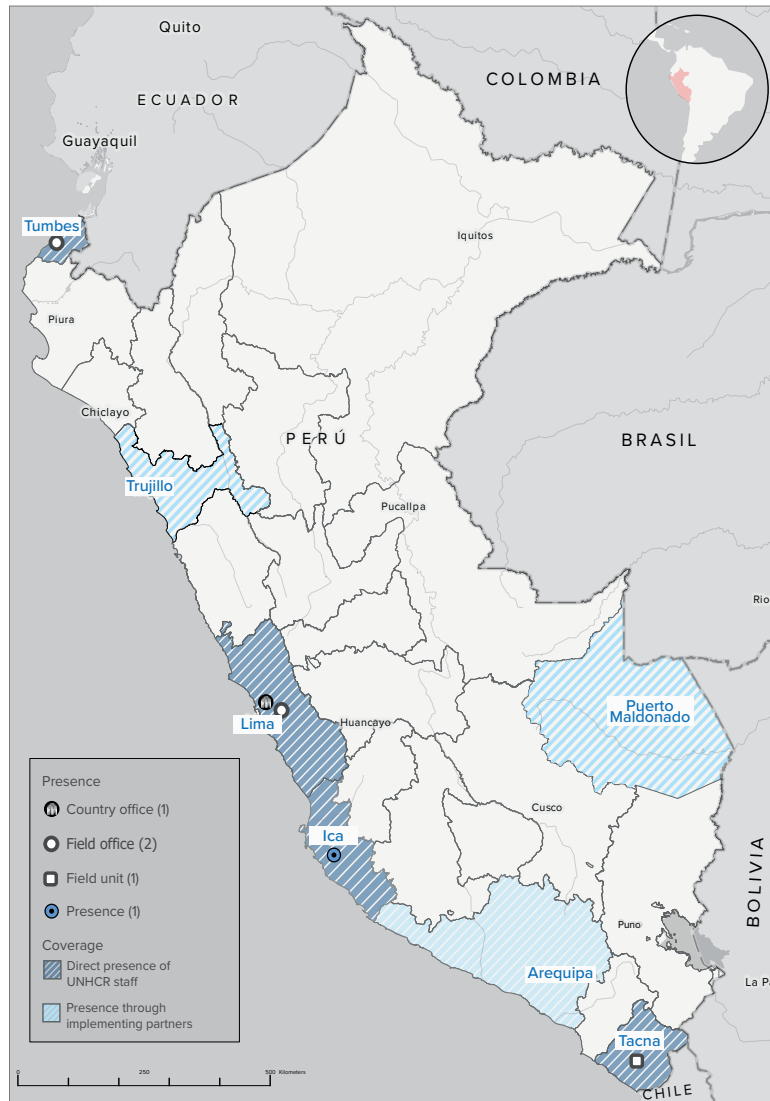 Quito
COLOMBIA
ECUADOR
Guayaquil
Tumbes
Iquitos
Piura
Chiclayo
PERÚ
BRASIL
Trujillo
Pucallpa
Rio
Puerto
Maldonado
Lima
Huancayo
Presence
Country office (1)
Field office (2)
Field unit (1)
Presence (1)
Coverage
Direct presence of
UNHCR staff
Presence through
implementing partners
Cusco
Ica
BOLIVIA
Puno
Arequipa
La Pa
Tacna
CHILE
0 250 500 Kilometers